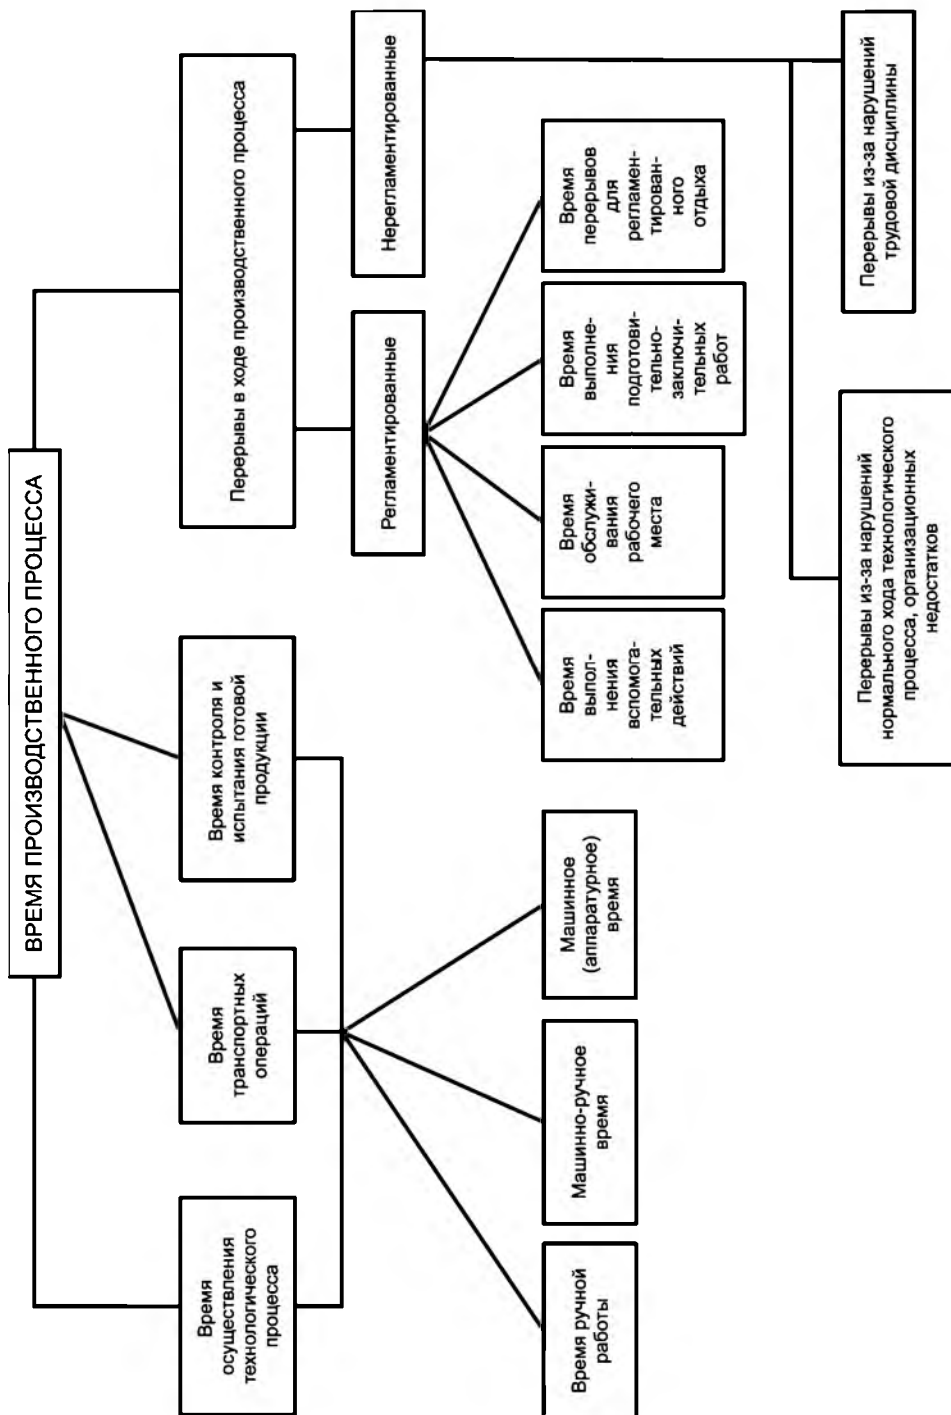 ВРЕМЯ ПРОИЗВОДСТВЕННОГО ПРОЦЕССА
Время
осуществления
технологического
процесса
Время
транспортных
операций
Время контроля и
испытания готовой
продукции
Перерывы в ходе производственного процесса
Регламентированные
Нерегламентированные
Время ручной
работы
Машинно-ручное
время
Машинное
(аппаратурное)
время
Время
выпол-
нения
вспомога-
тельных
действий
Время
обслужи-
вания
рабочего
места
Время
выполне-
ния
подготови-
тельно-
заключи-
тельных
работ
Время
перерывов
для
регламен-
тирован-
ного
отдыха
Перерывы из-за нарушений
нормального хода технологического
процесса, организационных
недостатков
Перерывы из-за нарушений
трудовой дисциплины